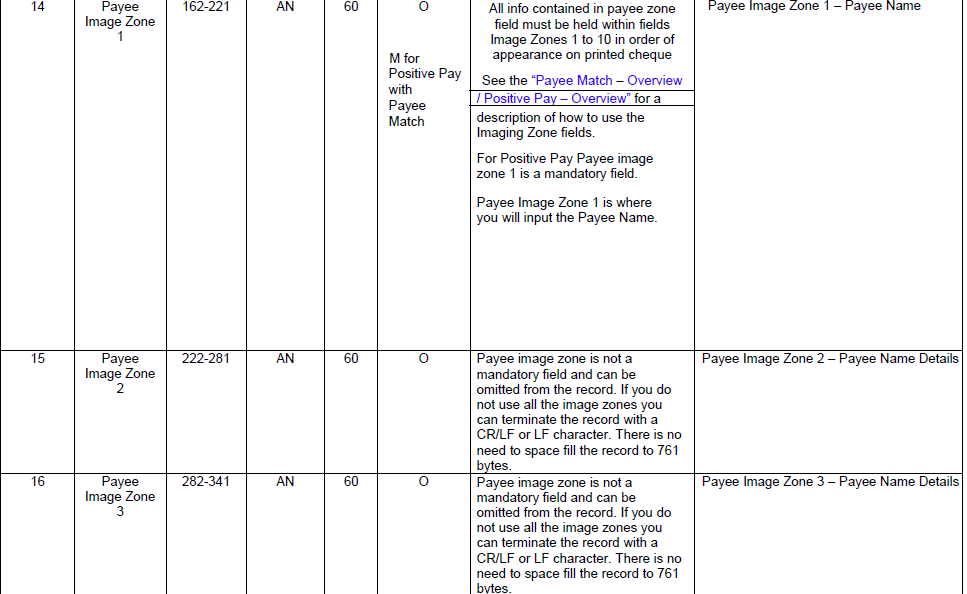 14
Payee
Image Zone
1
162-221
AN
60
O
M for
Positive Pay
with
Payee
Match
All info contained in payee zone
field must be held within fields
Image Zones 1 to 10 in order of
appearance on printed cheque
See the “Payee Match – Overview
/ Positive Pay – Overview” for a
description of how to use the
Imaging Zone fields.
For Positive Pay Payee image
zone 1 is a mandatory field.
Payee Image Zone 1 is where
you will input the Payee Name.
Payee Image Zone 1 – Payee Name
15
Payee
Image Zone
2
222-281
AN
60
O
Payee image zone is not a
mandatory field and can be
omitted from the record. If you do
not use all the image zones you
can terminate the record with a
CR/LF or LF character. There is no
need to space fill the record to 761
bytes.
Payee Image Zone 2 – Payee Name Details
16
Payee
Image Zone
3
282-341
AN
60
O
Payee image zone is not a
mandatory field and can be
omitted from the record. If you do
not use all the image zones you
can terminate the record with a
CR/LF or LF character. There is no
need to space fill the record to 761
bytes.
Payee Image Zone 3 – Payee Name Details